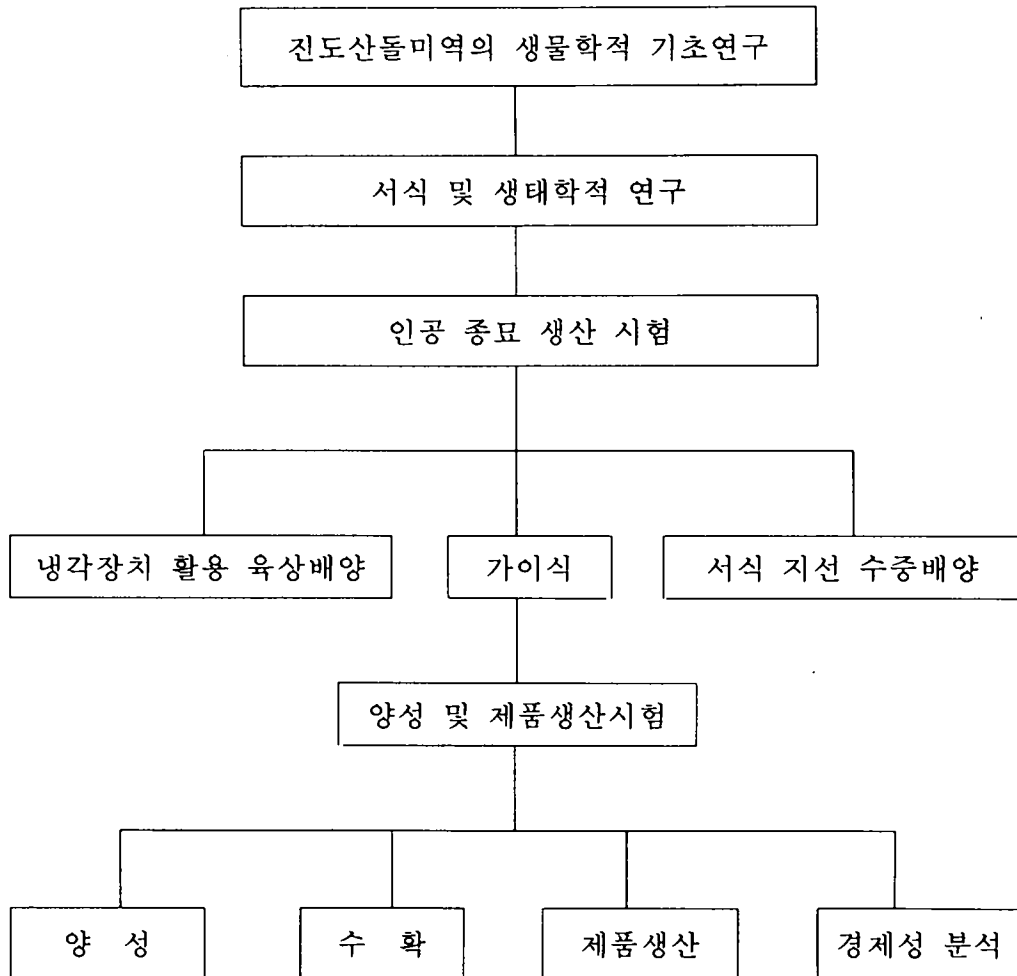 진도산돌미역의 생물학적 기초연구
서식 및 생태학적 연구
인공 종묘 생산 시험
냉각장치 활용 육상배양
가이식
서식 지선 수중배양
양성 및 제품생산시험
양 성
수 확
제품생산
경제성 분석